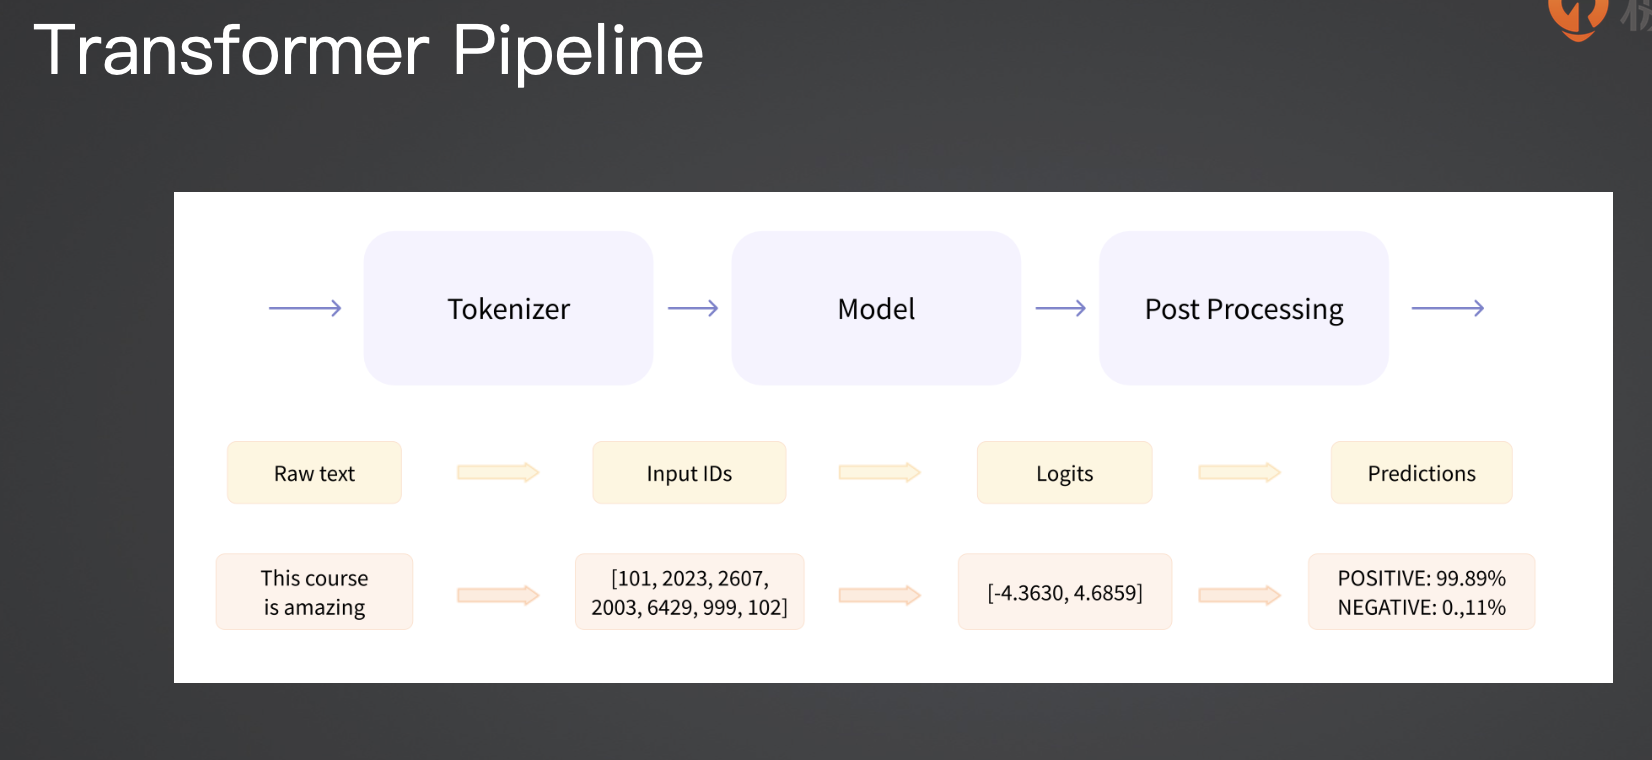 Transformer Pipeline
Tokenizer
Model
Post Processing
Raw text
Input IDs
Logits
Predictions
This course
is amazing
[101, 2023, 2607,
2003, 6429, 999, 102]
[-4.3630, 4.6859]
POSITIVE: 99.89%
NEGATIVE: 0.,11%